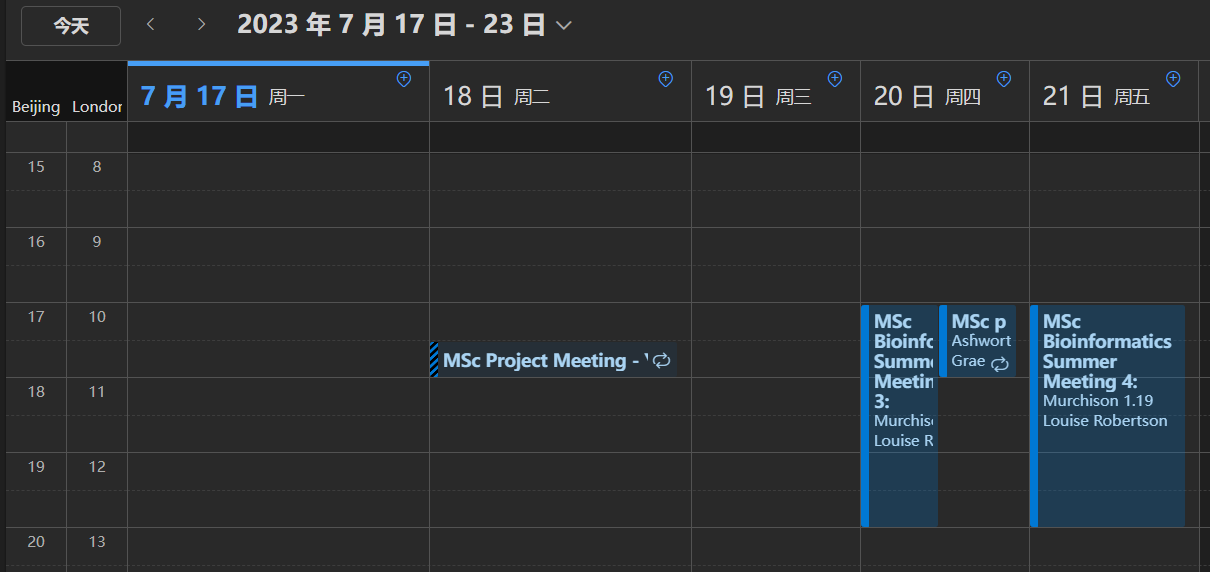 今天
2023 年 7 月 17 日 - 23 日
Beijing
7 月 17 日 周一
18 日 周二
19 日 周三
20 日 周四
21 日 周五
15 8
16 9
17 10
18 11
19 12
20 13
MSc Project Meeting -
MSc
Summe
Meetin
3:
Louise R
MSc p
Ashwort
Grae
MSc
Bioinformatics
Summer
Meeting 4:
Murchison 1.19
Louise Robertson